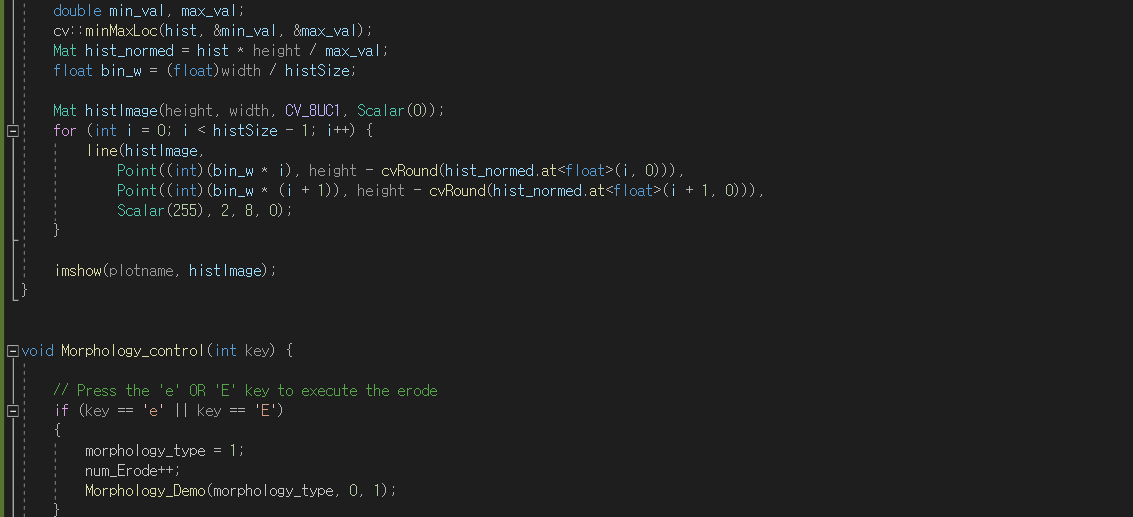 double min_val, max_val;
cv::minMaxLoc(hist, &min_val, &max_val);
Mat hist_normed = hist * height / max_val;
float bin_w = (float)width / histSize;
Mat histImage(height, width, CV_8UC1, Scalar(0));
for (int i = 0; i < histSize - 1; i++) {
line(histImage,
Point((int)(bin_w * i), height - cvRound(hist_normed.at<float>(i, 0))),
Point((int)(bin_w * (i + 1)), height - cvRound(hist_normed.at<float>(i + 1, 0))),
Scalar(255), 2, 8, 0);
}
imshow(plotname, histImage);
}
void Morphology_control(int key) {
// Press the 'e' OR 'E' key to execute the erode
if (key == 'e' || key == 'E')
{
morphology_type = 1;
num_Erode++;
Morphology_Demo(morphology_type, 0, 1);
}